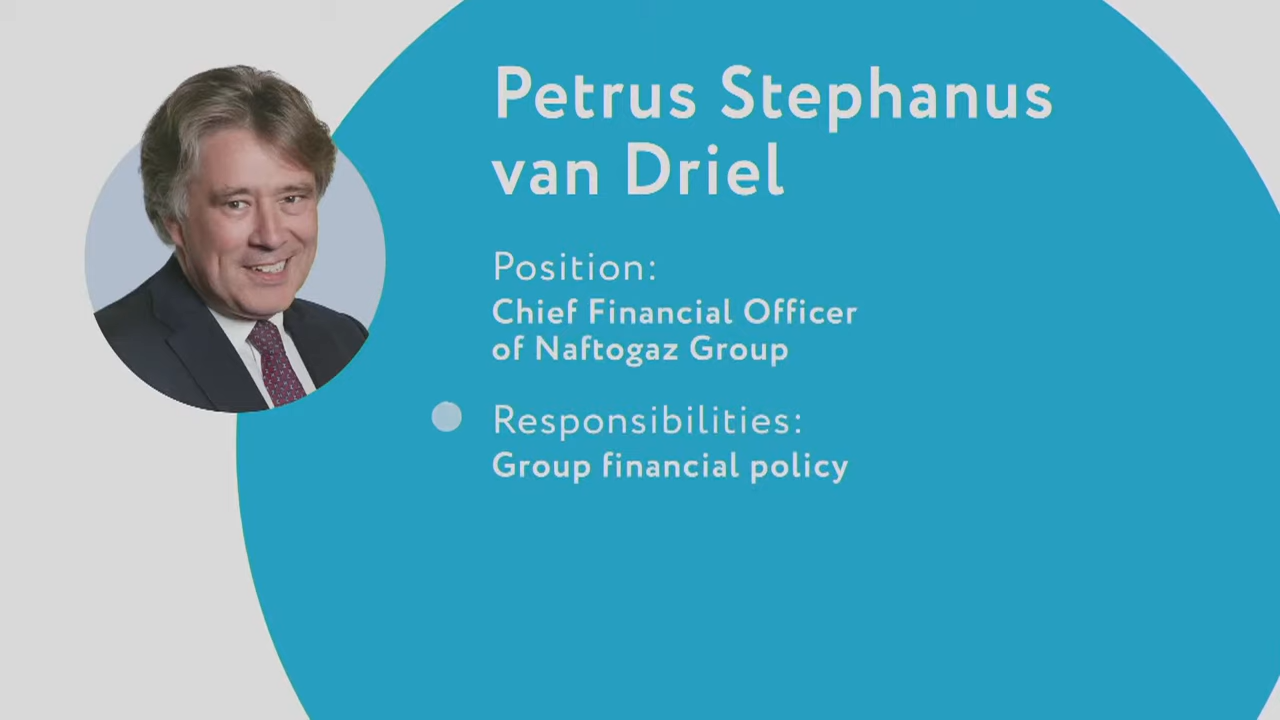 Petrus Stephanus
van Driel
Position:
Chief Financial Officer
of Naftogaz Group
Responsibilities:
Group financial policy